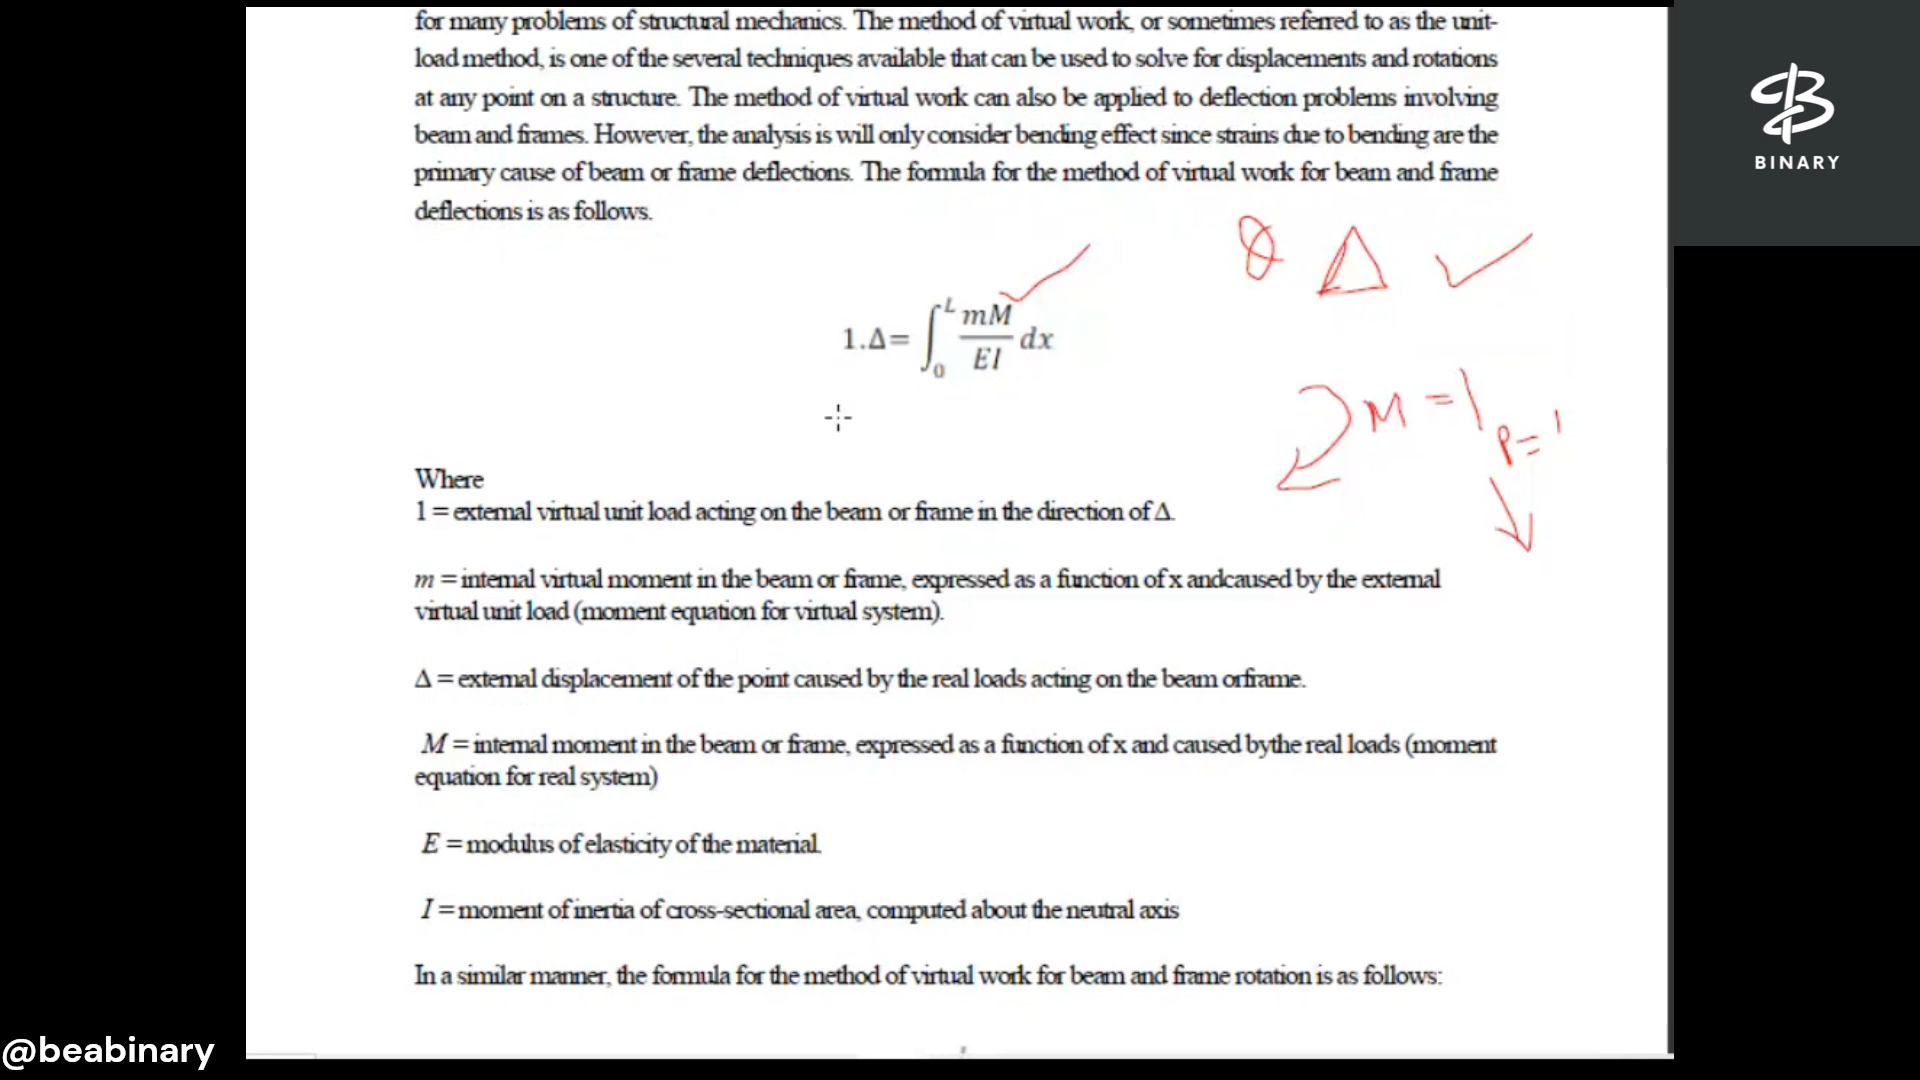 for many problems of structural mechanics. The method of virtual work, or sometimes referred to as the unit-
load method, is one of the several techniques available that can be used to solve for displacements and rotations
at any point on a structure. The method of virtual work can also be applied to deflection problems involving
beam and frames. However, the analysis is will only consider bending effect since strains due to bending are the
primary cause of beam or frame deflections. The formula for the method of virtual work for beam and frame
deflections is as follows.
BINARY
θ Δ
1.Δ= ∫₀ᴸ mM/EI dx
M = 1
P = 1
Where
1 = external virtual unit load acting on the beam or frame in the direction of Δ.
m = internal virtual moment in the beam or frame, expressed as a function of x andcaused by the external
virtual unit load (moment equation for virtual system).
Δ = external displacement of the point caused by the real loads acting on the beam orframe.
M = internal moment in the beam or frame, expressed as a function of x and caused bythe real loads (moment
equation for real system)
E = modulus of elasticity of the material.
I = moment of inertia of cross-sectional area, computed about the neutral axis
In a similar manner, the formula for the method of virtual work for beam and frame rotation is as follows:
@beabinary